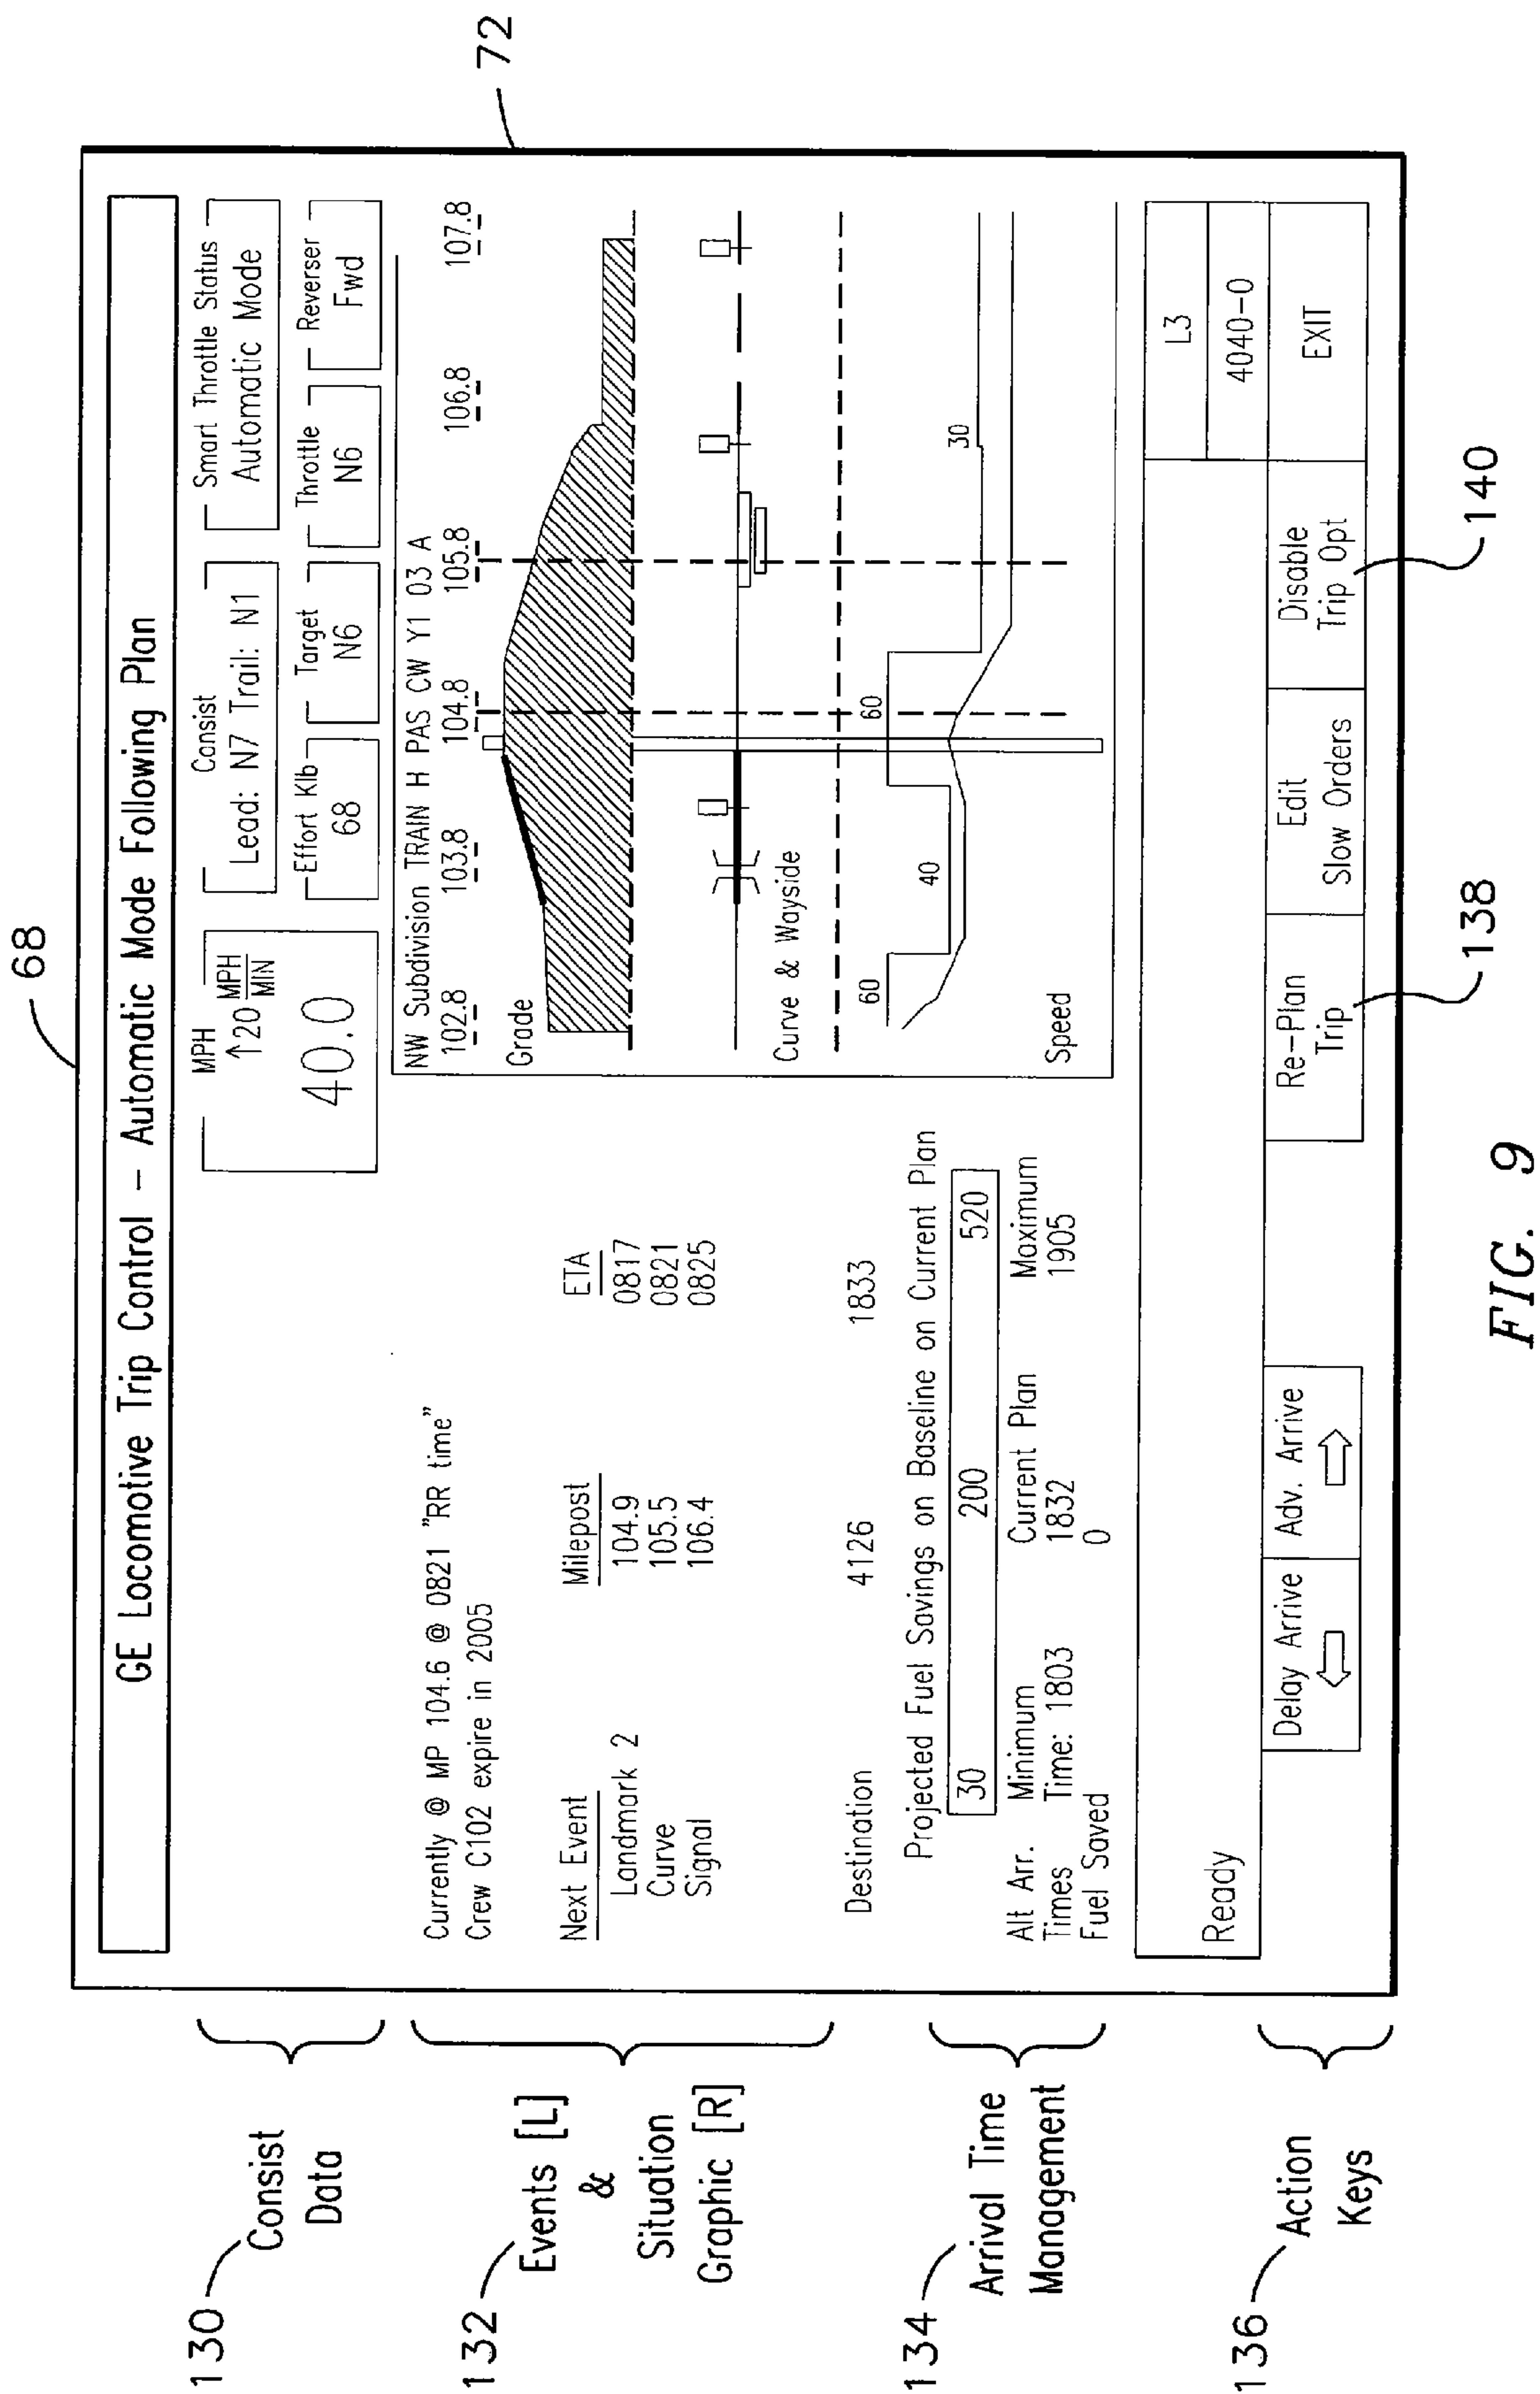 68
72
GE Locomotive Trip Control – Automatic Mode Following Plan
130
Consist
Data
MPH
↑20 MPH
MIN
40.0
Consist
Lead: N7 Trail: N1
Smart Throttle Status
Automatic Mode
Effort Klb
68
Target
N6
Throttle
N6
Reverser
Fwd
132
Events [L]
&
Situation
Graphic [R]
Currently @ MP 104.6 @ 0821 "RR time"
Crew C102 expire in 2005
Next Event Milepost ETA
Landmark 2 104.9 0817
Curve 105.5 0821
Signal 106.4 0825
Destination 4126 1833
NW Subdivision TRAIN H PAS CW Y1 03 A
102.8 103.8 104.8 105.8 106.8 107.8
Grade
Curve & Wayside
60 40 60 30
Speed
134
Arrival Time
Management
Projected Fuel Savings on Baseline on Current Plan
30 200 520
Alt Arr. Minimum Current Plan Maximum
Times Time: 1803 1832 1905
Fuel Saved 0
Ready
L3
4040-0
136
Action
Keys
Delay Arrive
Adv. Arrive
Re-Plan
Trip
Edit
Slow Orders
Disable
Trip Opt
EXIT
138
140
FIG. 9